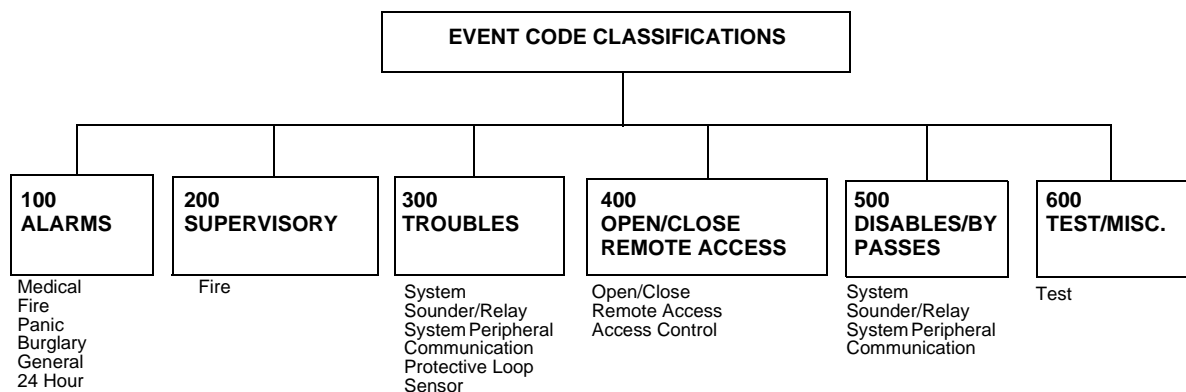 EVENT CODE CLASSIFICATIONS
100
ALARMS
Medical
Fire
Panic
Burglary
General
24 Hour
200
SUPERVISORY
Fire
300
TROUBLES
System
Sounder/Relay
System Peripheral
Communication
Protective Loop
Sensor
400
OPEN/CLOSE
REMOTE ACCESS
Open/Close
Remote Access
Access Control
500
DISABLES/BY
PASSES
System
Sounder/Relay
System Peripheral
Communication
600
TEST/MISC.
Test